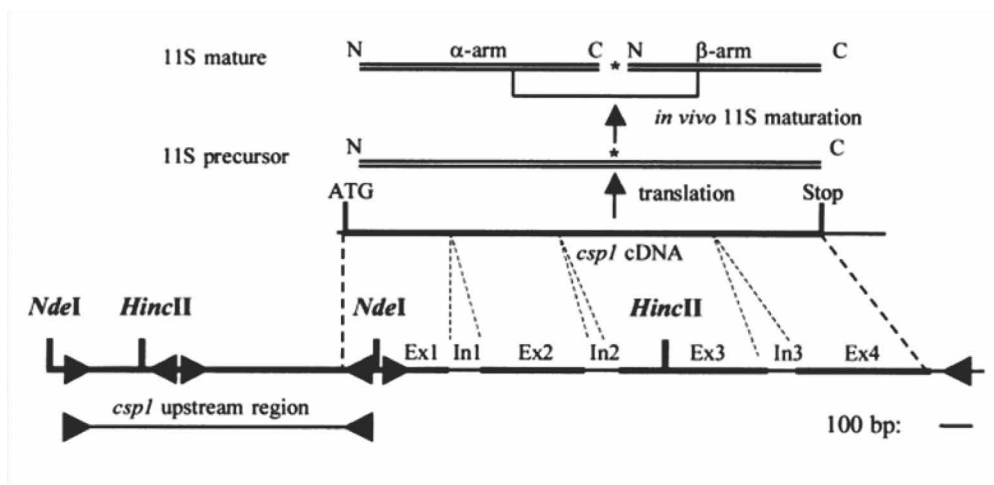 N α-arm C N β-arm C
11S mature *
in vivo 11S maturation
N * C
11S precursor
ATG translation Stop
csp1 cDNA
NdeI HincII NdeI HincII
Ex1 In1 Ex2 In2 Ex3 In3 Ex4
csp1 upstream region
100 bp: